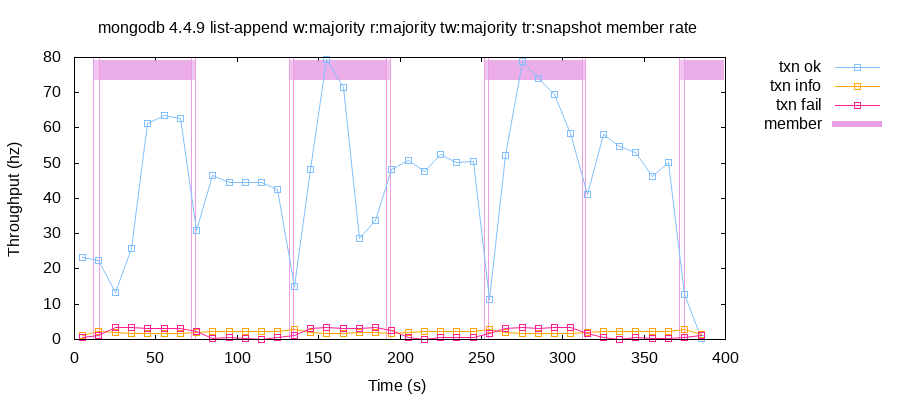 mongodb 4.4.9 list-append w:majority r:majority tw:majority tr:snapshot member rate
80
70
60
50
40
30
20
10
0
Throughput (hz)
0 50 100 150 200 250 300 350 400
Time (s)
txn ok
txn info
txn fail
member